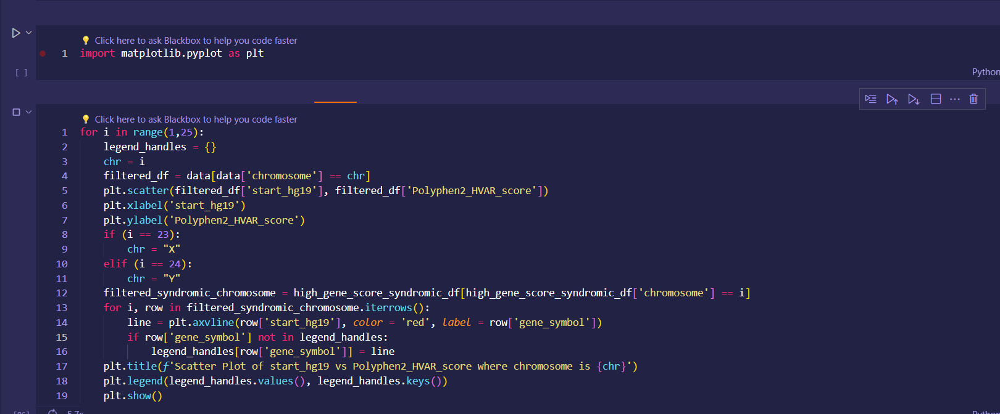 💡 Click here to ask Blackbox to help you code faster
1 import matplotlib.pyplot as plt
[ ]
Python
💡 Click here to ask Blackbox to help you code faster
1 for i in range(1,25):
2     legend_handles = {}
3     chr = i
4     filtered_df = data[data['chromosome'] == chr]
5     plt.scatter(filtered_df['start_hg19'], filtered_df['Polyphen2_HVAR_score'])
6     plt.xlabel('start_hg19')
7     plt.ylabel('Polyphen2_HVAR_score')
8     if (i == 23):
9         chr = "X"
10     elif (i == 24):
11         chr = "Y"
12     filtered_syndromic_chromosome = high_gene_score_syndromic_df[high_gene_score_syndromic_df['chromosome'] == i]
13     for i, row in filtered_syndromic_chromosome.iterrows():
14         line = plt.axvline(row['start_hg19'], color = 'red', label = row['gene_symbol'])
15         if row['gene_symbol'] not in legend_handles:
16             legend_handles[row['gene_symbol']] = line
17     plt.title(f'Scatter Plot of start_hg19 vs Polyphen2_HVAR_score where chromosome is {chr}')
18     plt.legend(legend_handles.values(), legend_handles.keys())
19     plt.show()
5.7s
Python